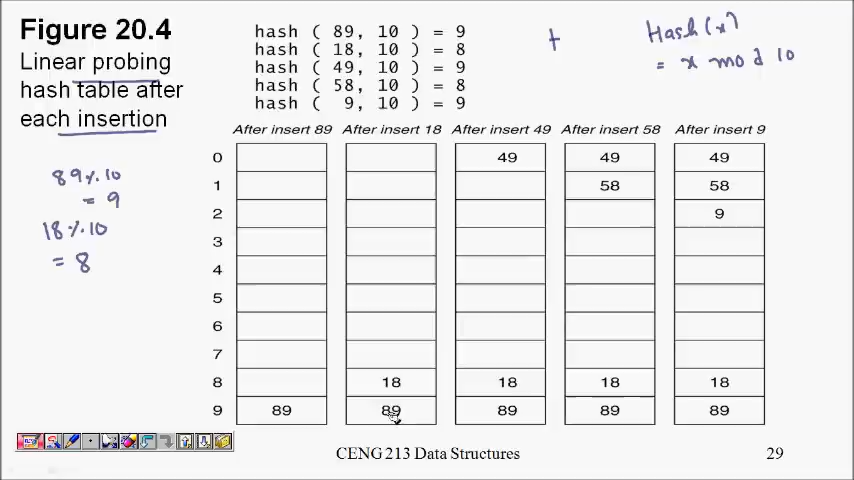 Figure 20.4
Linear probing
hash table after
each insertion
hash ( 89, 10 ) = 9
hash ( 18, 10 ) = 8
hash ( 49, 10 ) = 9
hash ( 58, 10 ) = 8
hash ( 9, 10 ) = 9
+
Hash(x)
= x mod 10
89%10
= 9
18%10
= 8
After insert 89 After insert 18 After insert 49 After insert 58 After insert 9
0 49 49 49
1 58 58
2 9
3
4
5
6
7
8 18 18 18 18
9 89 89 89 89 89
CENG 213 Data Structures 29